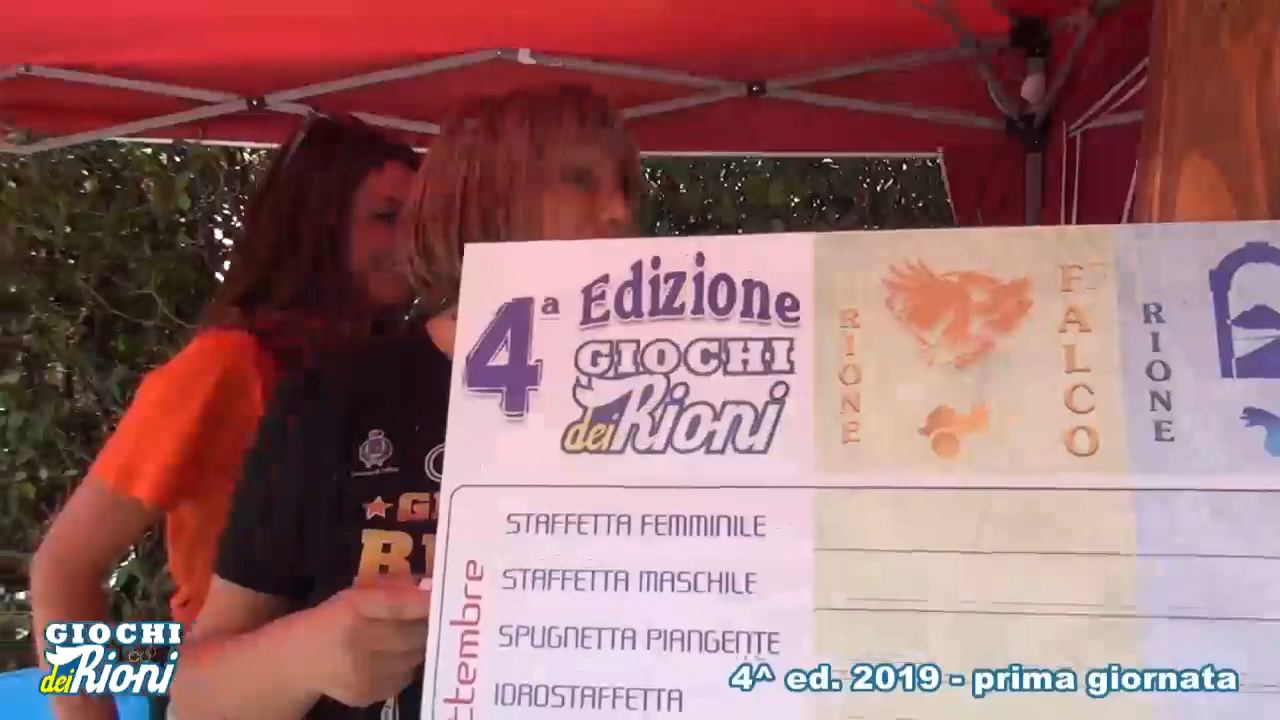 4ª Edizione
GIOCHI
dei Rioni
RIONE
FALCO
RIONE
STAFFETTA FEMMINILE
STAFFETTA MASCHILE
SPUGNETTA PIANGENTE
IDROSTAFFETTA
GIOCHI
dei Rioni
4^ ed. 2019 - prima giornata